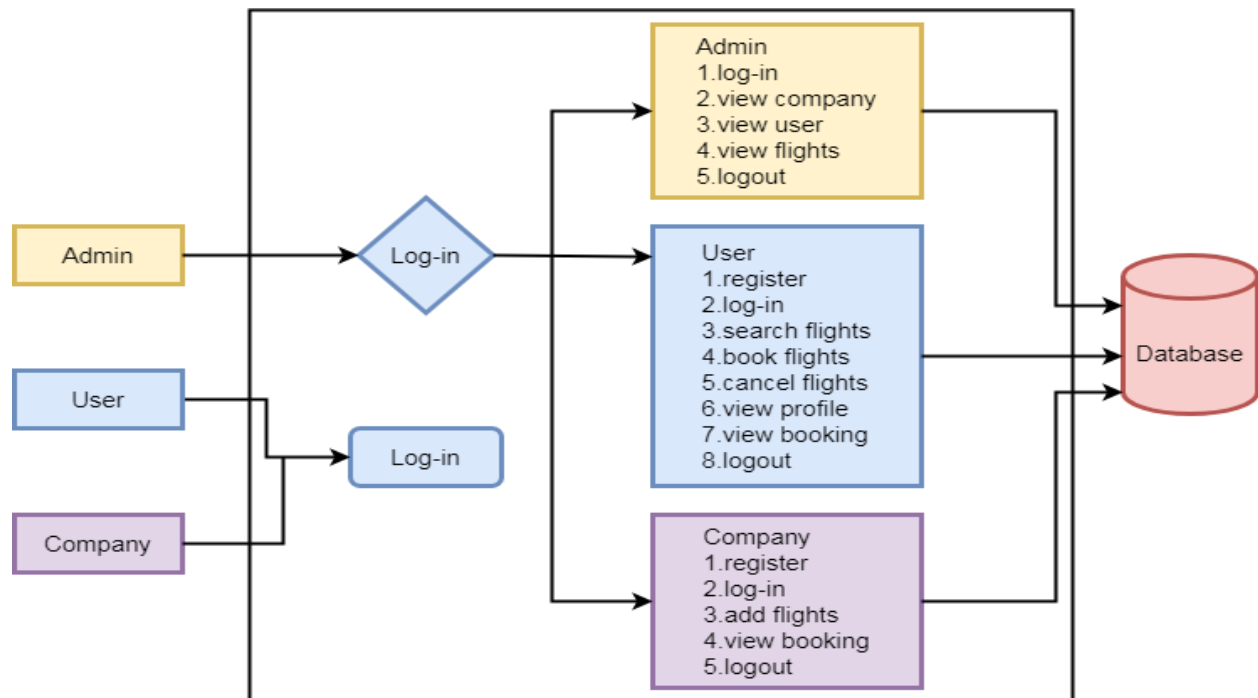 Admin
User
Company
Log-in
Log-in
Admin
1.log-in
2.view company
3.view user
4.view flights
5.logout
User
1.register
2.log-in
3.search flights
4.book flights
5.cancel flights
6.view profile
7.view booking
8.logout
Company
1.register
2.log-in
3.add flights
4.view booking
5.logout
Database